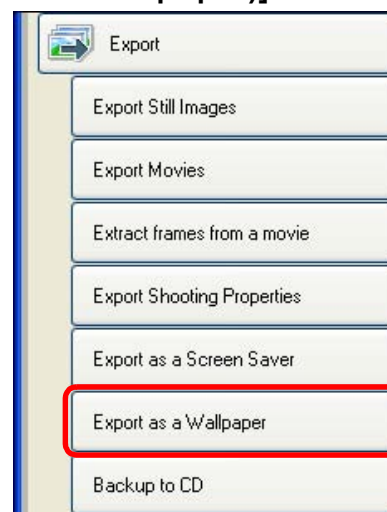 Export
Export Still Images
Export Movies
Extract frames from a movie
Export Shooting Properties
Export as a Screen Saver
Export as a Wallpaper
Backup to CD